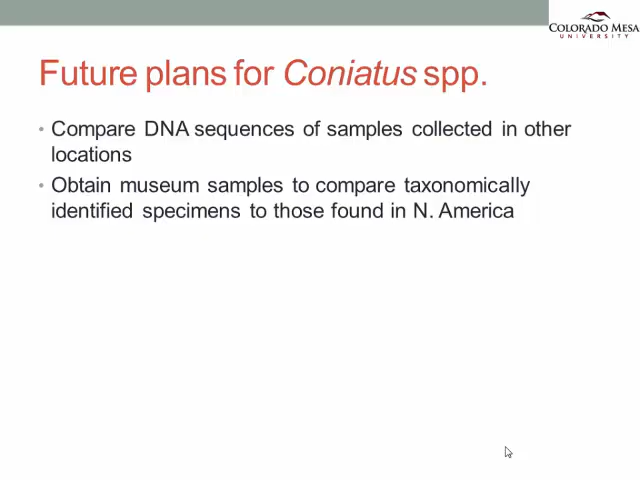 COLORADO MESA
UNIVERSITY
Future plans for Coniatus spp.
• Compare DNA sequences of samples collected in other
locations
• Obtain museum samples to compare taxonomically
identified specimens to those found in N. America